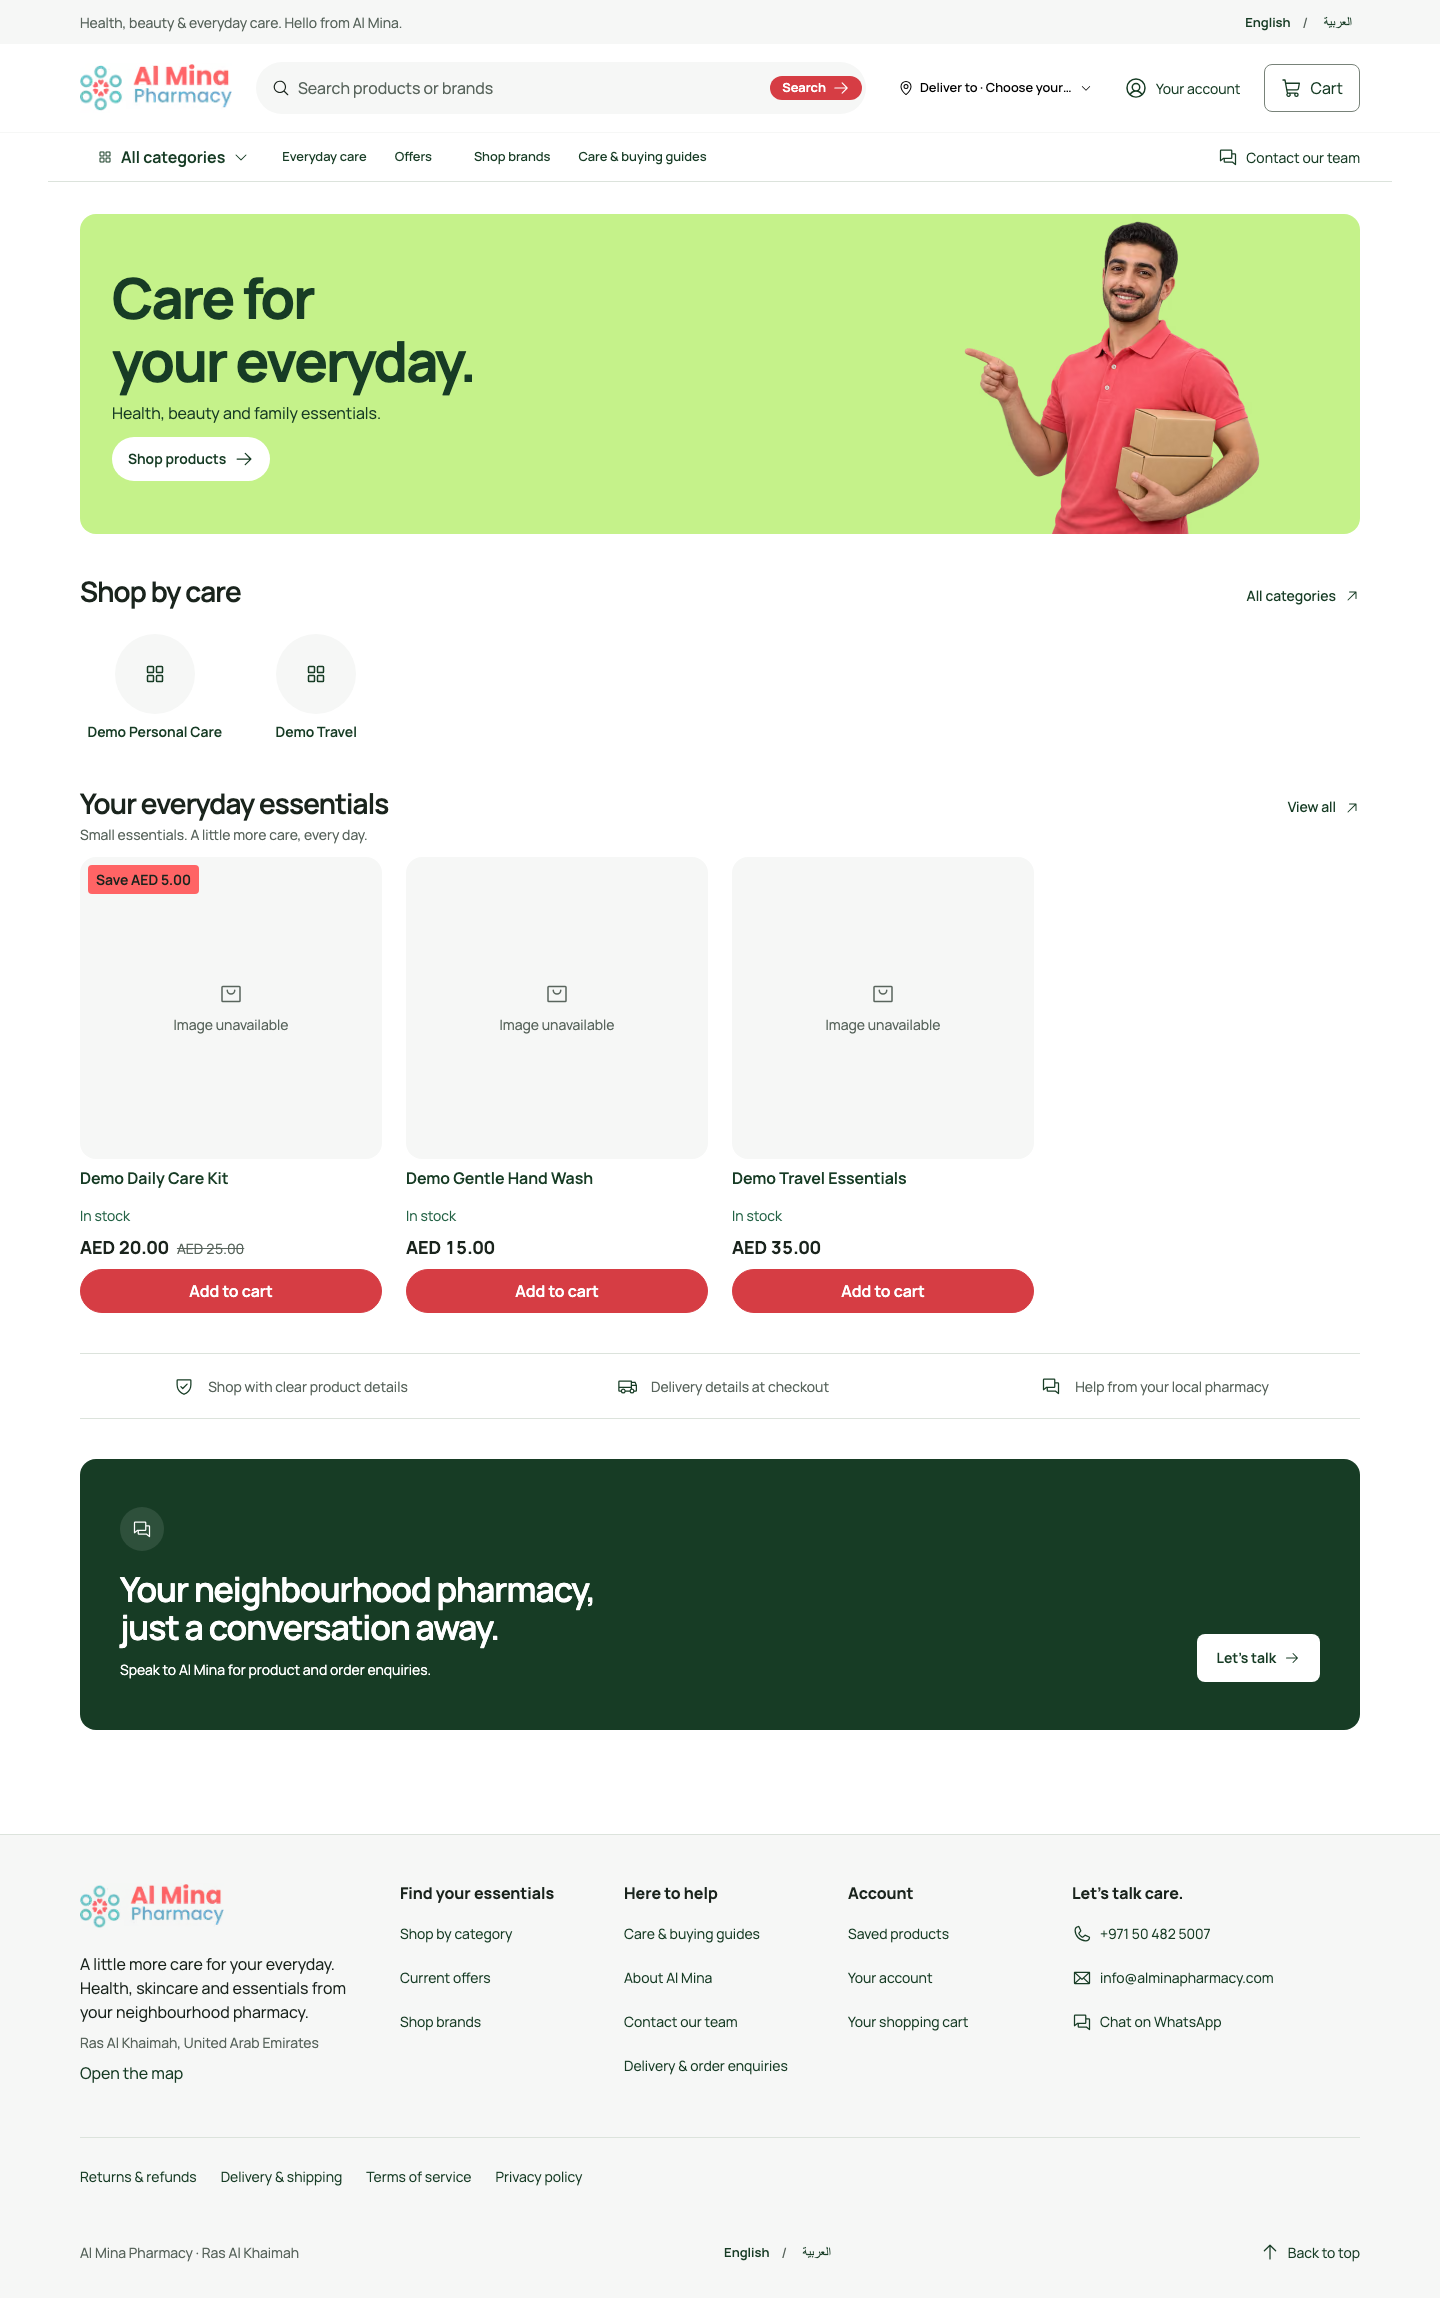 Health, beauty & everyday care. Hello from Al Mina.
English / العربية
Al Mina
Pharmacy
Search products or brands
Search
Deliver to · Choose your...
Your account
Cart
All categories
Everyday care
Offers
Shop brands
Care & buying guides
Contact our team
Care for
your everyday.
Health, beauty and family essentials.
Shop products
Shop by care
All categories
Demo Personal Care
Demo Travel
Your everyday essentials
View all
Small essentials. A little more care, every day.
Save AED 5.00
Image unavailable
Image unavailable
Image unavailable
Demo Daily Care Kit
Demo Gentle Hand Wash
Demo Travel Essentials
In stock
In stock
In stock
AED 20.00 AED 25.00
AED 15.00
AED 35.00
Add to cart
Add to cart
Add to cart
Shop with clear product details
Delivery details at checkout
Help from your local pharmacy
Your neighbourhood pharmacy,
just a conversation away.
Speak to Al Mina for product and order enquiries.
Let's talk
Al Mina
Pharmacy
A little more care for your everyday.
Health, skincare and essentials from
your neighbourhood pharmacy.
Ras Al Khaimah, United Arab Emirates
Open the map
Find your essentials
Shop by category
Current offers
Shop brands
Here to help
Care & buying guides
About Al Mina
Contact our team
Delivery & order enquiries
Account
Saved products
Your account
Your shopping cart
Let's talk care.
+971 50 482 5007
info@alminapharmacy.com
Chat on WhatsApp
Returns & refunds
Delivery & shipping
Terms of service
Privacy policy
Al Mina Pharmacy · Ras Al Khaimah
English / العربية
Back to top